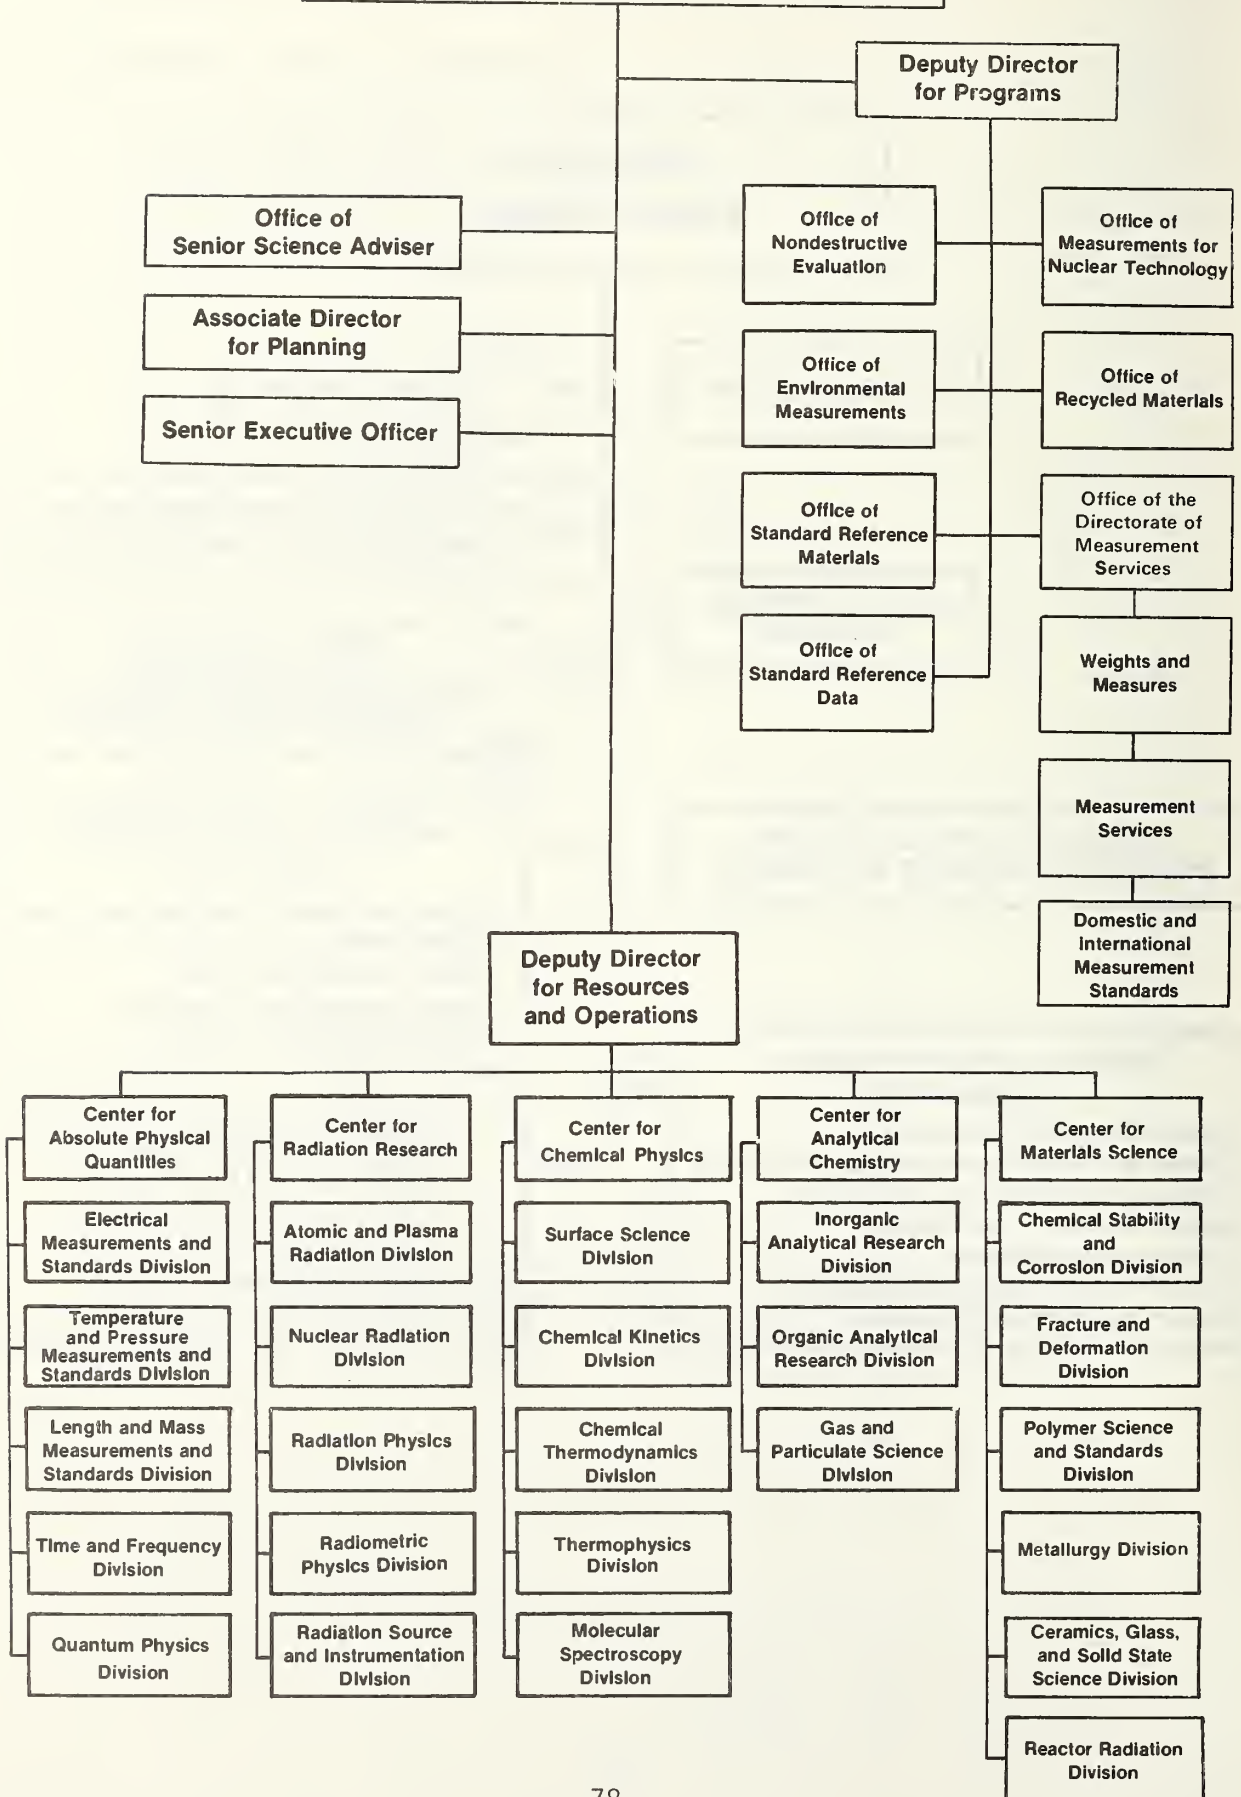 Deputy Director
for Programs
Office of
Senior Science Adviser
Associate Director
for Planning
Senior Executive Officer
Office of
Nondestructive
Evaluation
Office of
Measurements for
Nuclear Technology
Office of
Environmental
Measurements
Office of
Recycled Materials
Office of
Standard Reference
Materials
Office of the
Directorate of
Measurement
Services
Office of
Standard Reference
Data
Weights and
Measures
Measurement
Services
Domestic and
International
Measurement
Standards
Deputy Director
for Resources
and Operations
Center for
Absolute Physical
Quantities
Electrical
Measurements and
Standards Division
Temperature
and Pressure
Measurements and
Standards Division
Length and Mass
Measurements and
Standards Division
Time and Frequency
Division
Quantum Physics
Division
Center for
Radiation Research
Atomic and Plasma
Radiation Division
Nuclear Radiation
Division
Radiation Physics
Division
Radiometric
Physics Division
Radiation Source
and Instrumentation
Division
Center for
Chemical Physics
Surface Science
Division
Chemical Kinetics
Division
Chemical
Thermodynamics
Division
Thermophysics
Division
Molecular
Spectroscopy
Division
Center for
Analytical
Chemistry
Inorganic
Analytical Research
Division
Organic Analytical
Research Division
Gas and
Particulate Science
Division
Center for
Materials Science
Chemical Stability
and
Corrosion Division
Fracture and
Deformation
Division
Polymer Science
and Standards
Division
Metallurgy Division
Ceramics, Glass,
and Solid State
Science Division
Reactor Radiation
Division